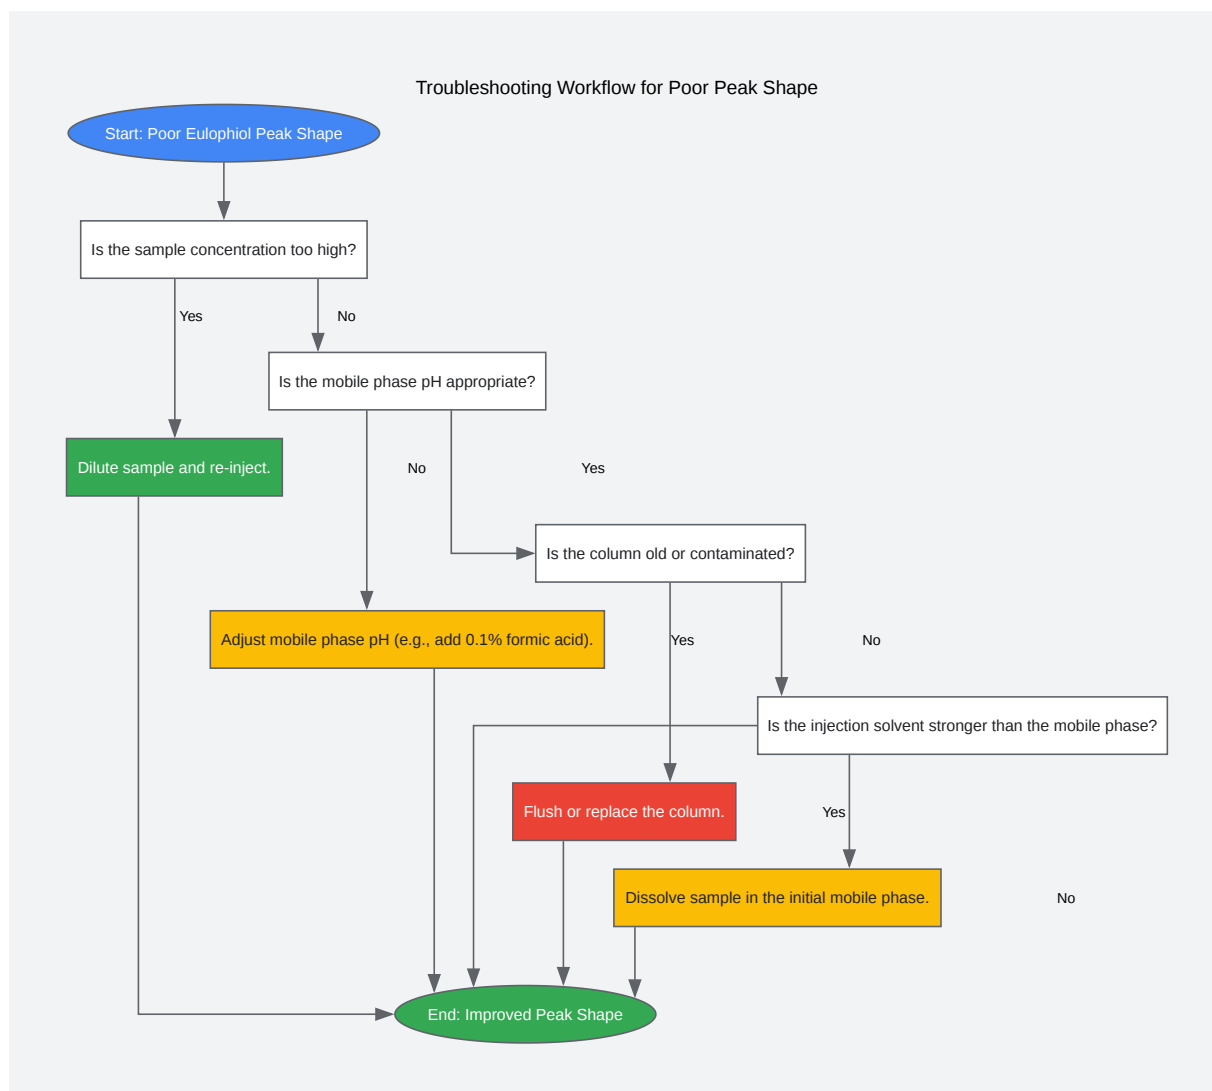 Troubleshooting Workflow for Poor Peak Shape
Start: Poor Eulophiol Peak Shape
Is the sample concentration too high?
Yes
No
Is the mobile phase pH appropriate?
Dilute sample and re-inject.
No
Yes
Is the column old or contaminated?
Adjust mobile phase pH (e.g., add 0.1% formic acid).
Yes
No
Is the injection solvent stronger than the mobile phase?
Flush or replace the column.
Yes
Dissolve sample in the initial mobile phase.
No
End: Improved Peak Shape